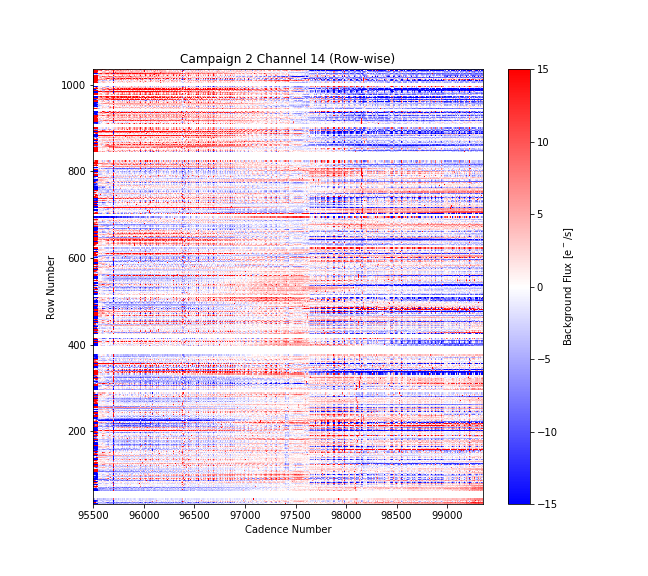 Campaign 2 Channel 14 (Row-wise)
1000
800
600
400
200
Row Number
95500 96000 96500 97000 97500 98000 98500 99000
Cadence Number
15
10
5
0
−5
−10
−15
Background Flux [e⁻/s]